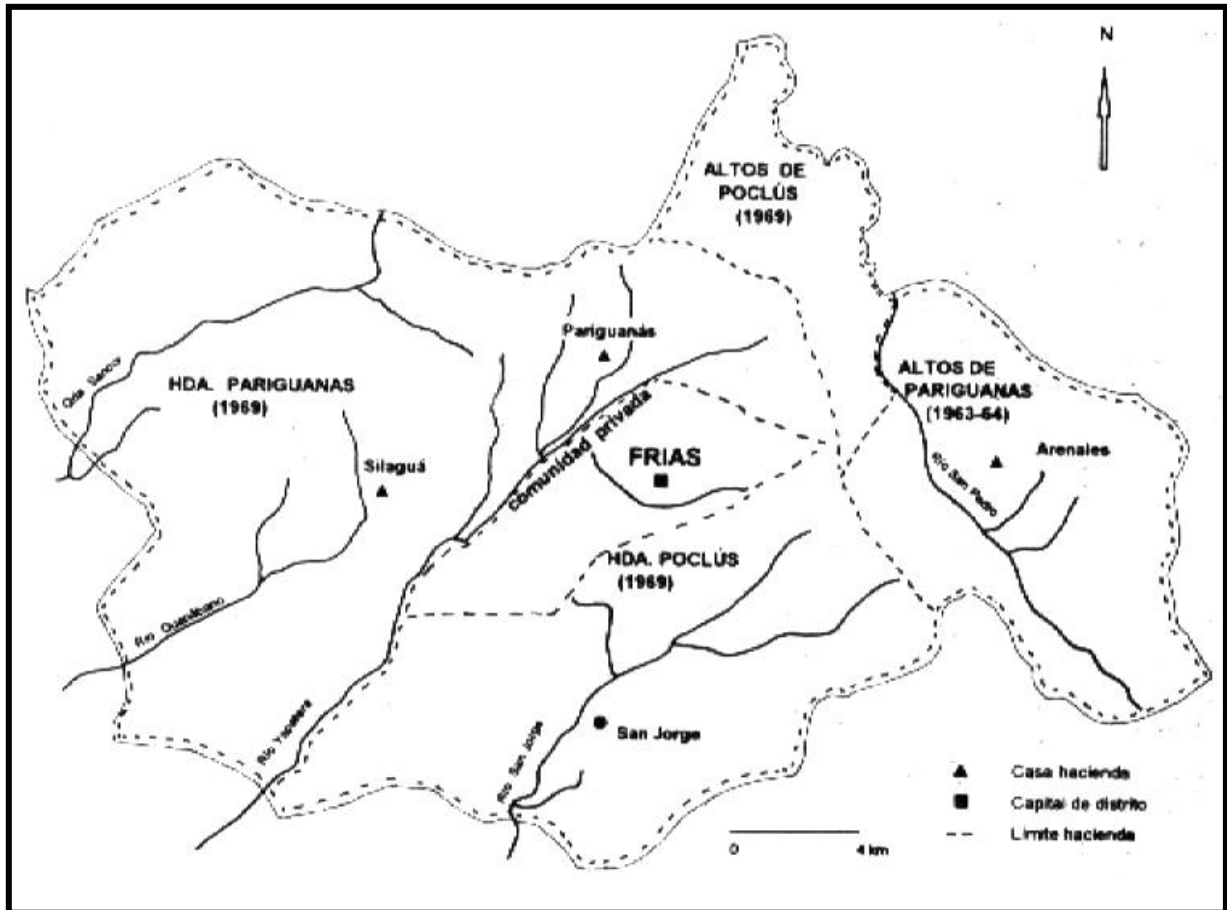 N
ALTOS DE
POCLÚS
(1969)
Pariguanás
HDA. PARIGUANAS
(1969)
ALTOS DE
PARIGUANAS
(1963-64)
Qda
Silaguá
comunidad privada
FRIAS
Arenales
Río San Pedro
HDA. POCLÚS
(1969)
Río
Río Yapatera
Río San Jorge
San Jorge
Casa hacienda
Capital de distrito
Límite hacienda
0 4 km